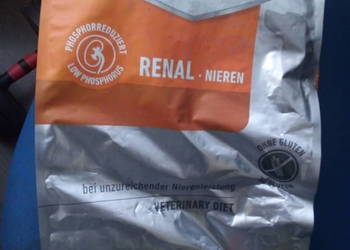 PHOSPHORREDUZIERT
LOW PHOSPHORUS
RENAL · NIEREN
OHNE GLUTEN
bei unzureichender Nierenleistung
VETERINARY DIET